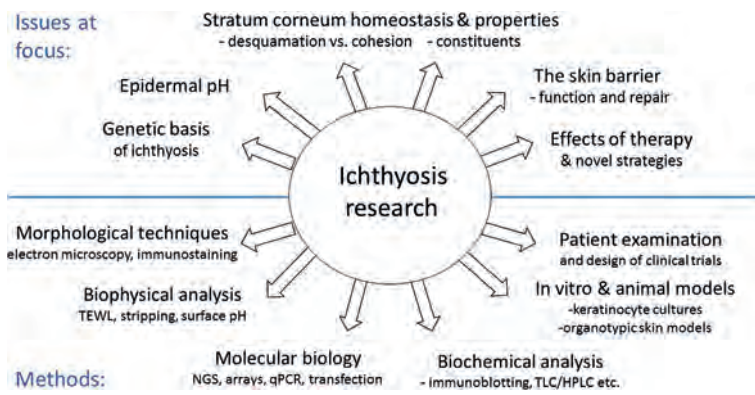 Issues at
focus:
Stratum corneum homeostasis & properties
- desquamation vs. cohesion - constituents
Epidermal pH
The skin barrier
- function and repair
Genetic basis
of ichthyosis
Effects of therapy
& novel strategies
Ichthyosis
research
Morphological techniques
electron microscopy, immunostaining
Patient examination
and design of clinical trials
Biophysical analysis
TEWL, stripping, surface pH
In vitro & animal models
-keratinocyte cultures
-organotypic skin models
Molecular biology
NGS, arrays, qPCR, transfection
Biochemical analysis
- immunoblotting, TLC/HPLC etc.
Methods: